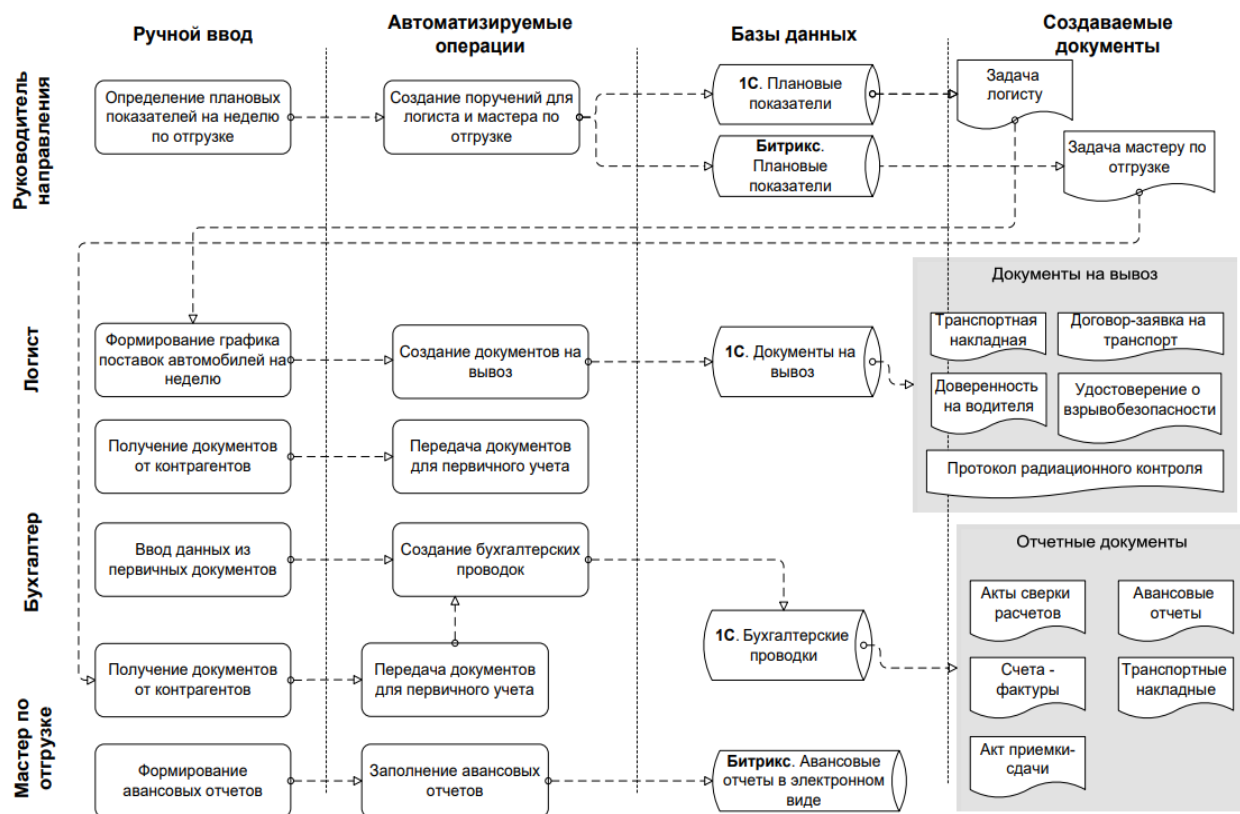 Ручной ввод
Автоматизируемые
операции
Базы данных
Создаваемые
документы
Руководитель
направления
Определение плановых
показателей на неделю
по отгрузке
Создание поручений для
логиста и мастера по
отгрузке
1С. Плановые
показатели
Битрикс.
Плановые
показатели
Задача
логисту
Задача мастеру по
отгрузке
Логист
Формирование графика
поставок автомобилей на
неделю
Создание документов на
вывоз
1С. Документы на
вывоз
Документы на вывоз
Транспортная
накладная
Договор-заявка на
транспорт
Доверенность
на водителя
Удостоверение о
взрывобезопасности
Протокол радиационного контроля
Получение документов
от контрагентов
Передача документов
для первичного учета
Бухгалтер
Ввод данных из
первичных документов
Создание бухгалтерских
проводок
1С. Бухгалтерские
проводки
Отчетные документы
Акты сверки
расчетов
Авансовые
отчеты
Счета -
фактуры
Транспортные
накладные
Акт приемки-
сдачи
Мастер по
отгрузке
Получение документов
от контрагентов
Передача документов
для первичного учета
Формирование
авансовых отчетов
Заполнение авансовых
отчетов
Битрикс. Авансовые
отчеты в электронном
виде